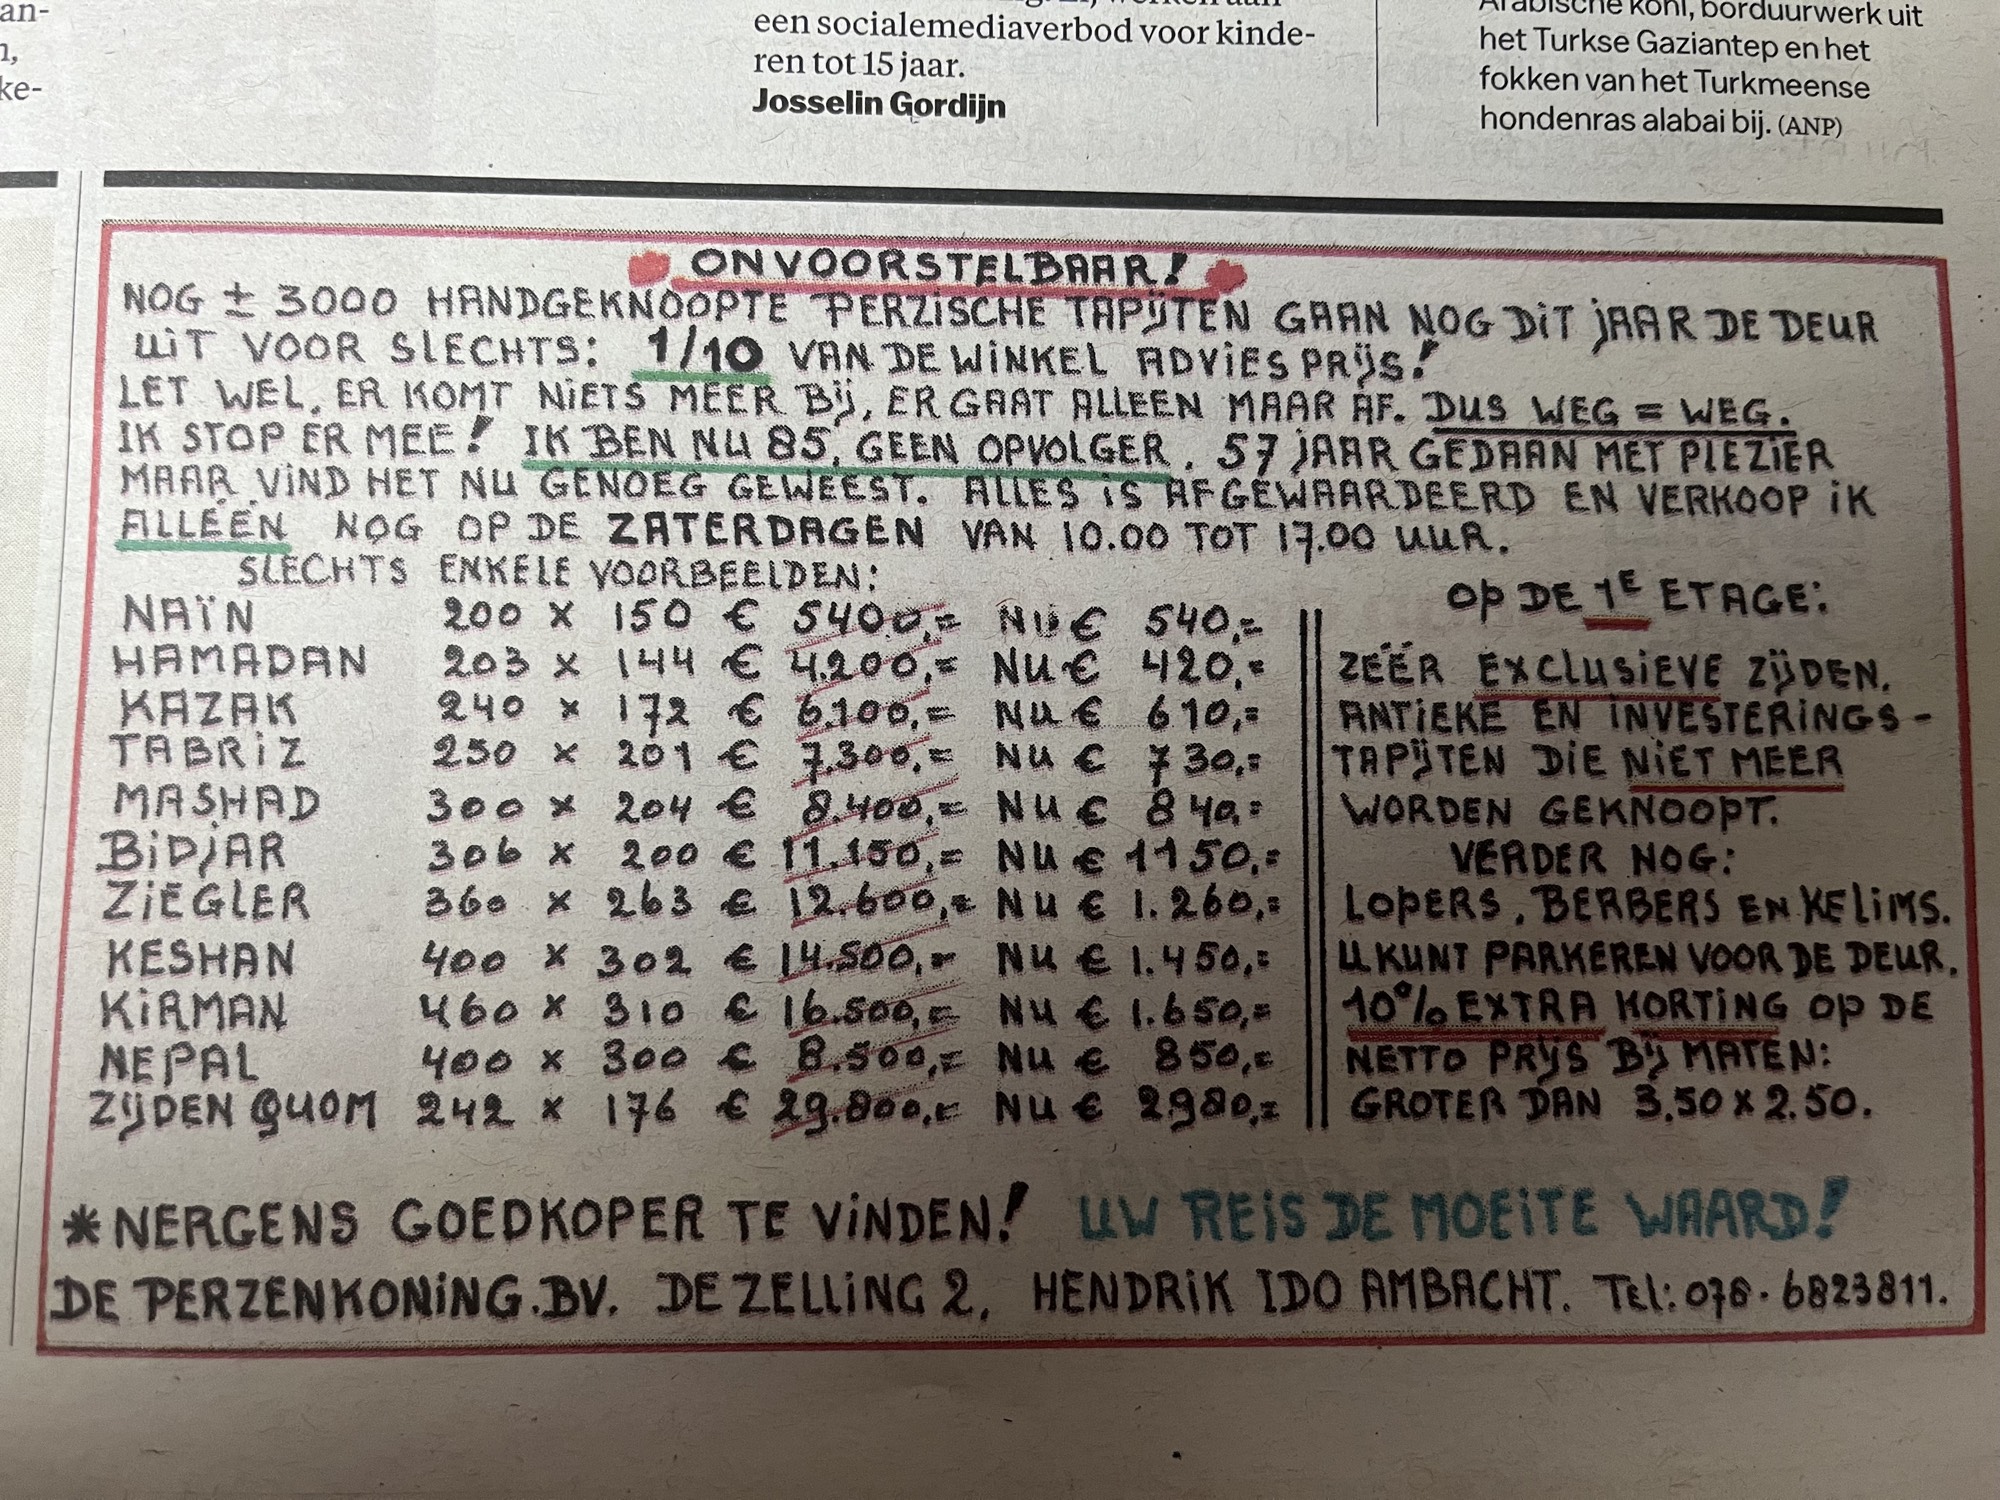 an-
n,
ke-
een socialemediaverbod voor kinde-
ren tot 15 jaar.
Josselin Gordijn
Arabische kohl, borduurwerk uit
het Turkse Gaziantep en het
fokken van het Turkmeense
hondenras alabai bij. (ANP)
ONVOORSTELBAAR!
NOG ± 3000 HANDGEKNOOPTE PERZISCHE TAPIJTEN GAAN NOG DIT JAAR DE DEUR
UIT VOOR SLECHTS: 1/10 VAN DE WINKEL ADVIES PRIJS!
LET WEL, ER KOMT NIETS MEER BIJ, ER GAAT ALLEEN MAAR AF. DUS WEG = WEG.
IK STOP ER MEE! IK BEN NU 85, GEEN OPVOLGER. 57 JAAR GEDAAN MET PLEZIER
MAAR VIND HET NU GENOEG GEWEEST. ALLES IS AFGEWAARDEERD EN VERKOOP IK
ALLÉÉN NOG OP DE ZATERDAGEN VAN 10.00 TOT 17.00 UUR.
SLECHTS ENKELE VOORBEELDEN:
NAÏN 200 x 150 € 5400,= NU € 540,=
HAMADAN 203 x 144 € 4.200,= NU € 420,=
KAZAK 240 x 172 € 6.100,= NU € 610,=
TABRIZ 250 x 201 € 7.300,= NU € 730,=
MASHAD 300 x 204 € 8.400,= NU € 840,=
BIDJAR 306 x 200 € 11.150,= NU € 1150,=
ZIEGLER 360 x 263 € 12.600,= NU € 1.260,=
KESHAN 400 x 302 € 14.500,= NU € 1.450,=
KIRMAN 460 x 310 € 16.500,= NU € 1.650,=
NEPAL 400 x 300 € 8.500,= NU € 850,=
ZIJDEN QUOM 242 x 176 € 29.800,= NU € 2980,=
OP DE 1E ETAGE:
ZÉÉR EXCLUSIEVE ZIJDEN,
ANTIEKE EN INVESTERINGS-
TAPIJTEN DIE NIET MEER
WORDEN GEKNOOPT.
VERDER NOG:
LOPERS, BERBERS EN KELIMS.
U KUNT PARKEREN VOOR DE DEUR.
10% EXTRA KORTING OP DE
NETTO PRIJS BIJ MATEN:
GROTER DAN 3.50 x 2.50.
*NERGENS GOEDKOPER TE VINDEN! UW REIS DE MOEITE WAARD!
DE PERZENKONING.BV. DE ZELLING 2, HENDRIK IDO AMBACHT. Tel: 078-6823811.